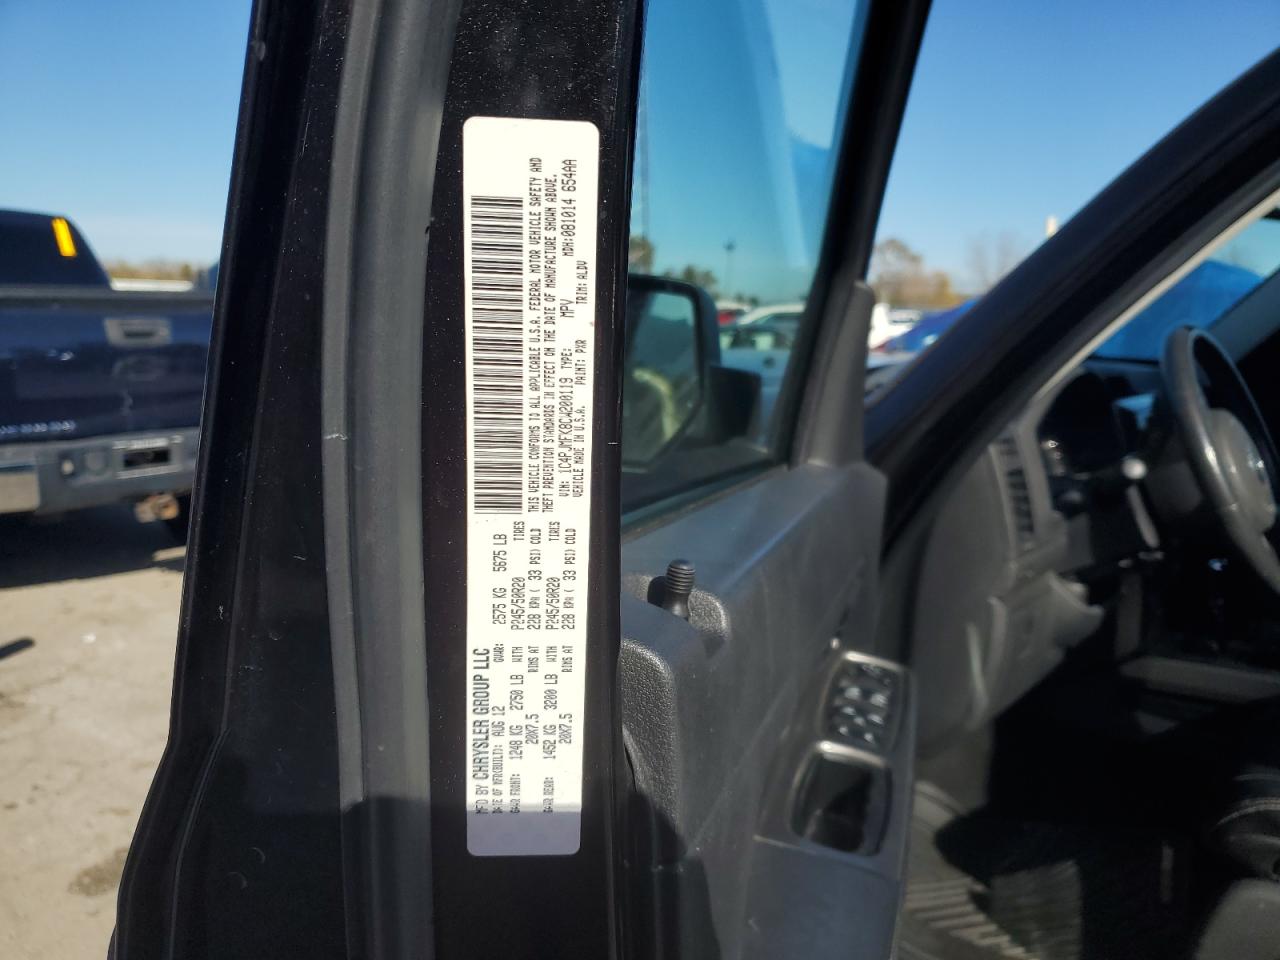 MFD BY CHRYSLER GROUP LLC
DATE OF MFR(BUILT): AUG 12 GVWR: 2575 KG 5675 LB
GAWR FRONT: 1248 KG 2750 LB WITH P245/50R20 TIRES
20X7.5 RIMS AT 228 KPA ( 33 PSI) COLD
GAWR REAR: 1452 KG 3200 LB WITH P245/50R20 TIRES
20X7.5 RIMS AT 228 KPA ( 33 PSI) COLD
THIS VEHICLE CONFORMS TO ALL APPLICABLE U.S.A. FEDERAL MOTOR VEHICLE SAFETY AND
THEFT PREVENTION STANDARDS IN EFFECT ON THE DATE OF MANUFACTURE SHOWN ABOVE.
VIN: 1C4PJMFK8CW200119 TYPE: MPV MDH:081014 654AA
VEHICLE MADE IN U.S.A. PAINT: PXR TRIM: ALDV